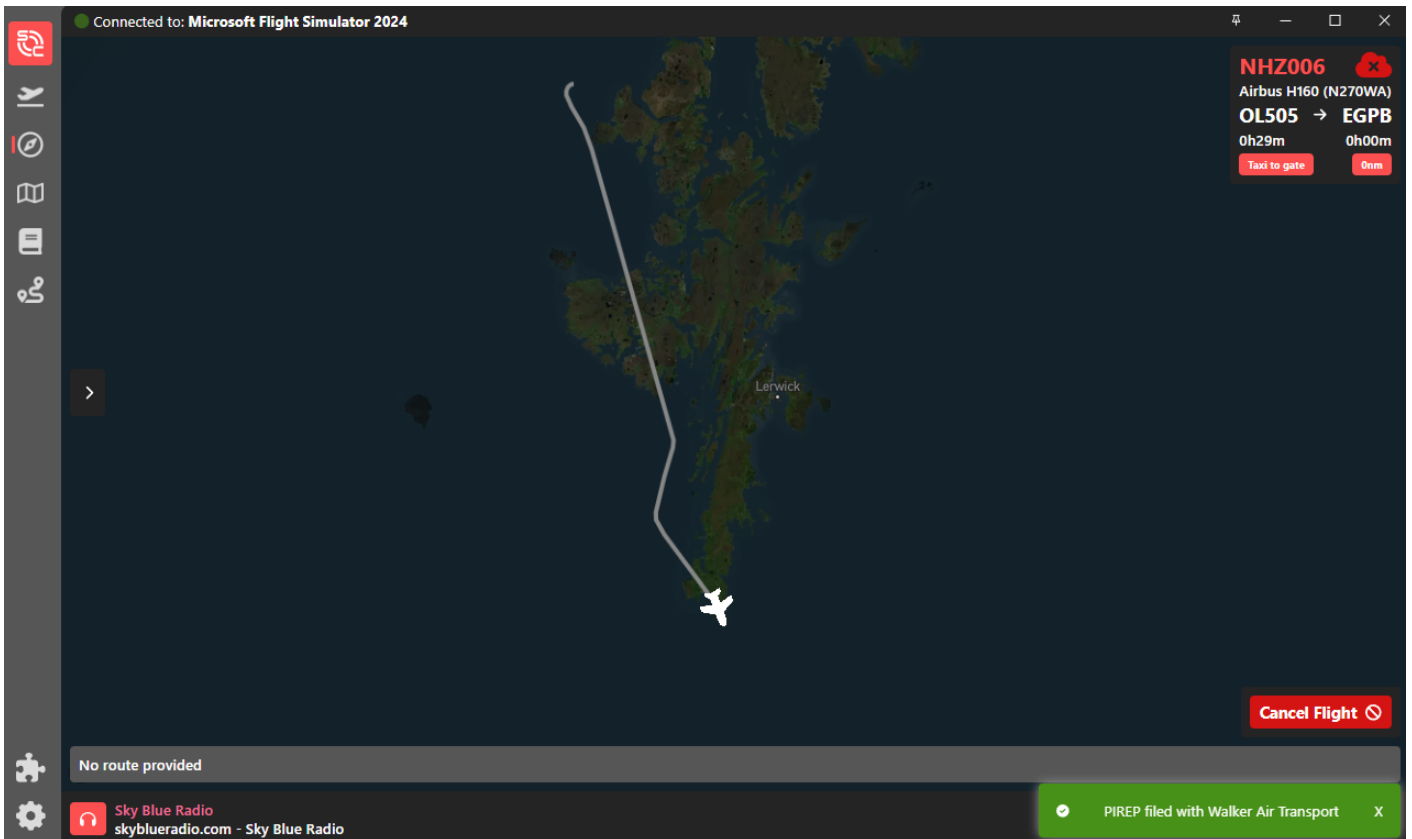 Connected to: Microsoft Flight Simulator 2024
NHZ006
Airbus H160 (N270WA)
OL505 → EGPB
0h29m 0h00m
Taxi to gate 0nm
Lerwick
Cancel Flight
No route provided
Sky Blue Radio
skyblueradio.com - Sky Blue Radio
PIREP filed with Walker Air Transport X